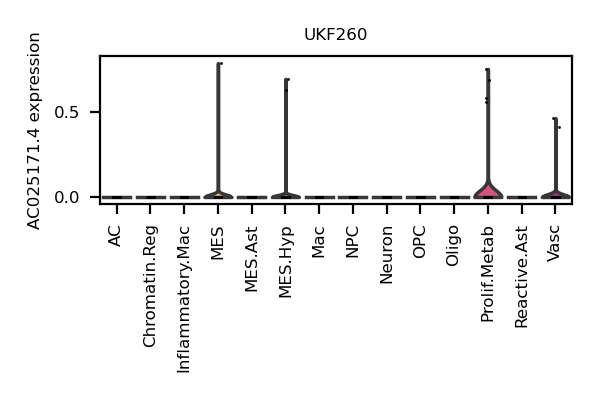 UKF260
AC025171.4 expression
0.5
0.0
AC
Chromatin.Reg
Inflammatory.Mac
MES
MES.Ast
MES.Hyp
Mac
NPC
Neuron
OPC
Oligo
Prolif.Metab
Reactive.Ast
Vasc